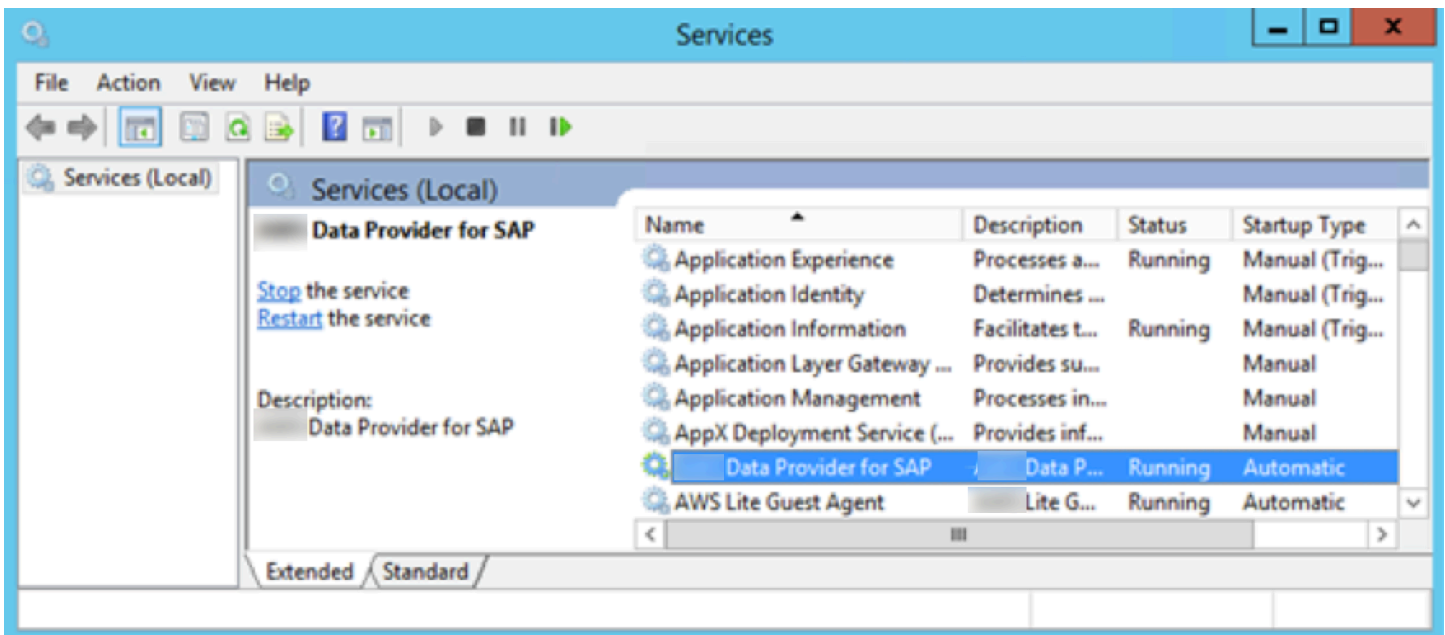 Services
File Action View Help
Services (Local)
Services (Local)
Data Provider for SAP
Stop the service
Restart the service
Description:
Data Provider for SAP
Name Description Status Startup Type
Application Experience Processes a... Running Manual (Trig...
Application Identity Determines ... Manual (Trig...
Application Information Facilitates t... Running Manual (Trig...
Application Layer Gateway ... Provides su... Manual
Application Management Processes in... Manual
AppX Deployment Service (... Provides inf... Manual
Data Provider for SAP Data P... Running Automatic
AWS Lite Guest Agent Lite G... Running Automatic
Extended Standard